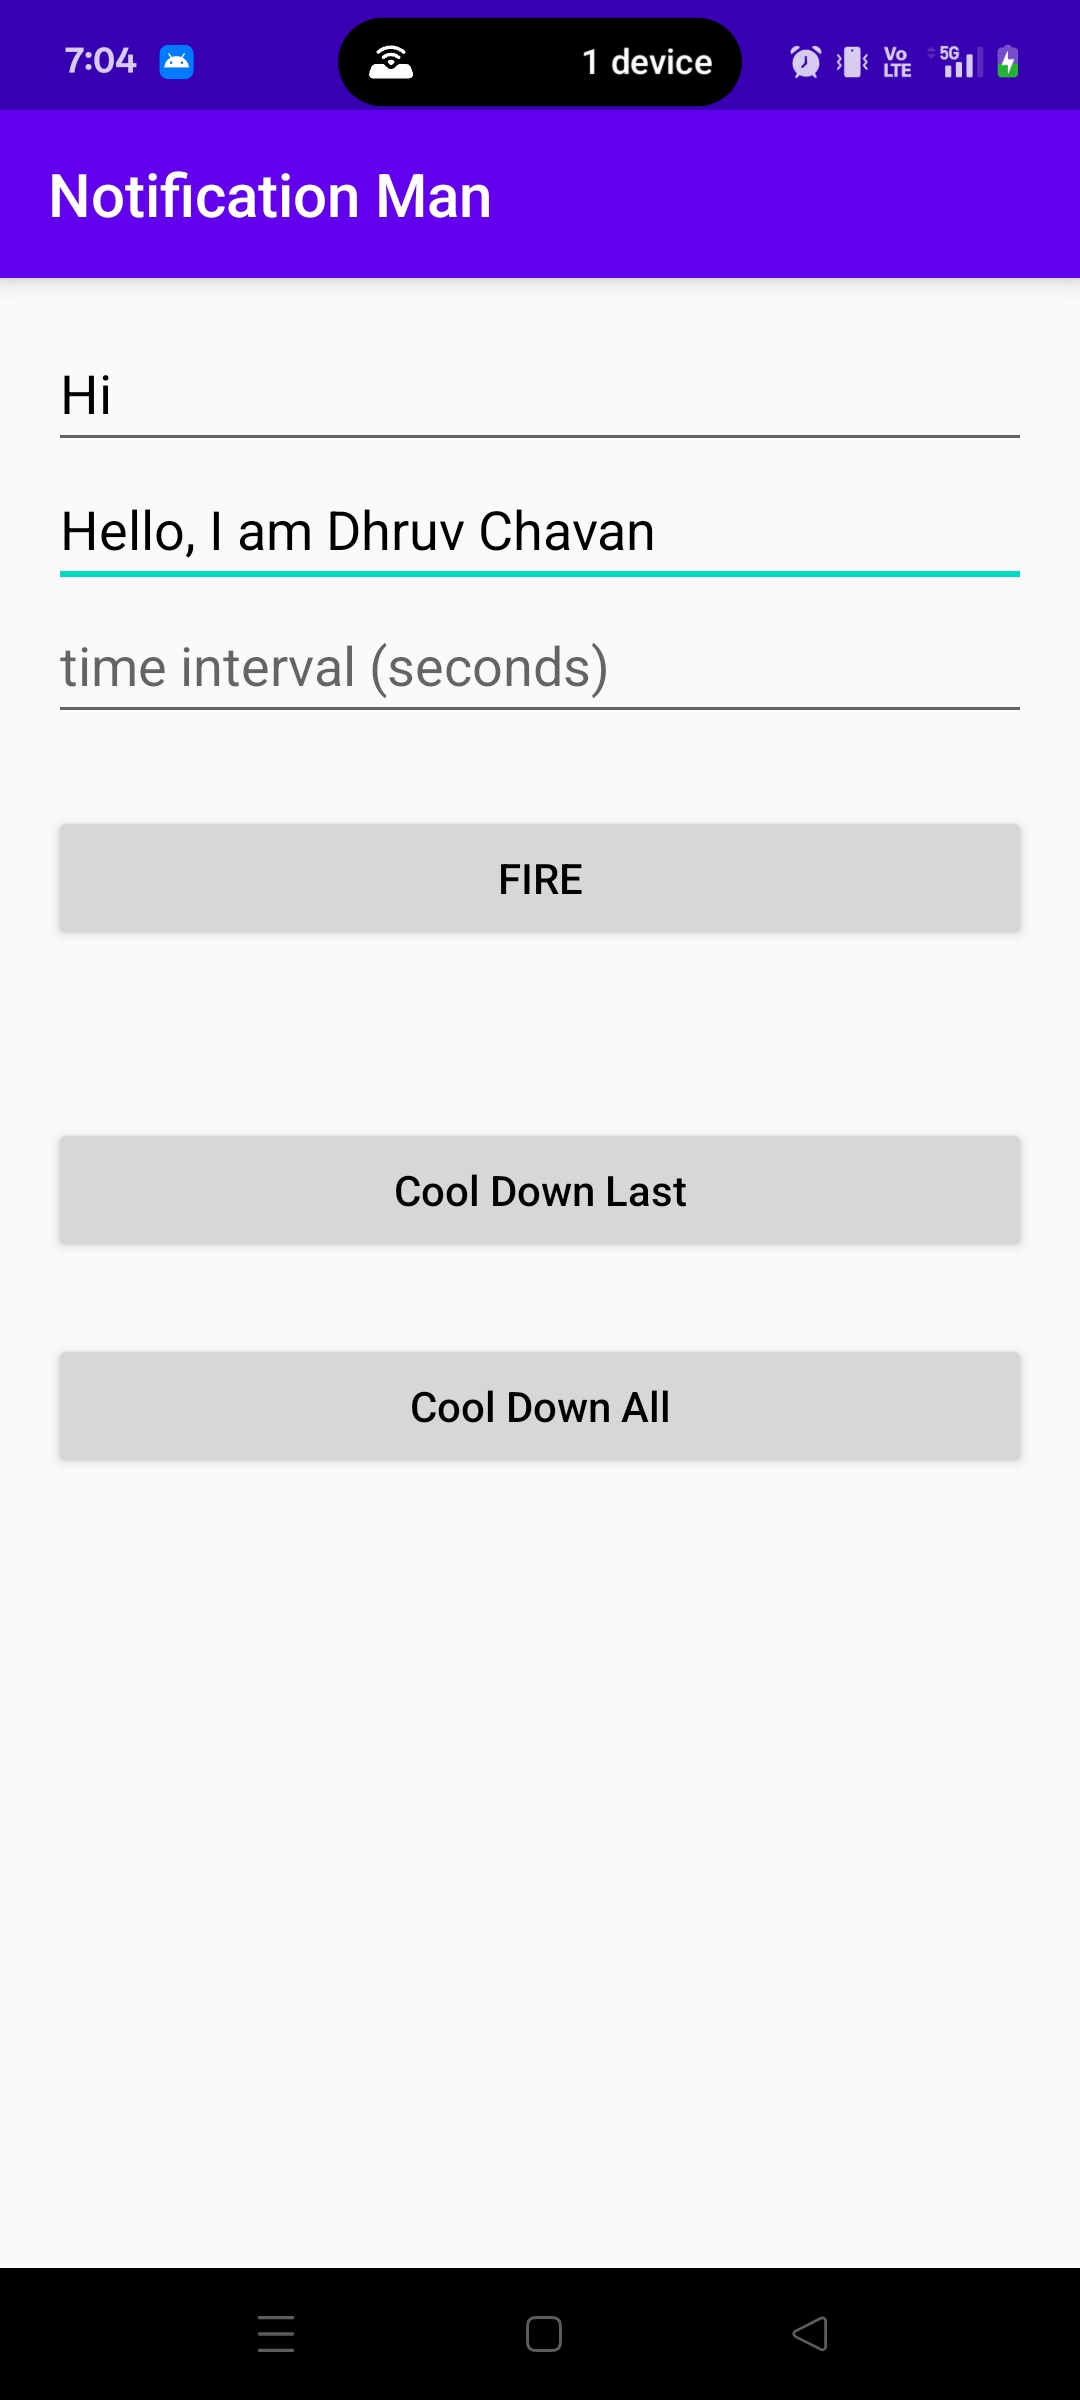 7:04
1 device
Vo
LTE
5G
Notification Man
Hi
Hello, I am Dhruv Chavan
time interval (seconds)
FIRE
Cool Down Last
Cool Down All